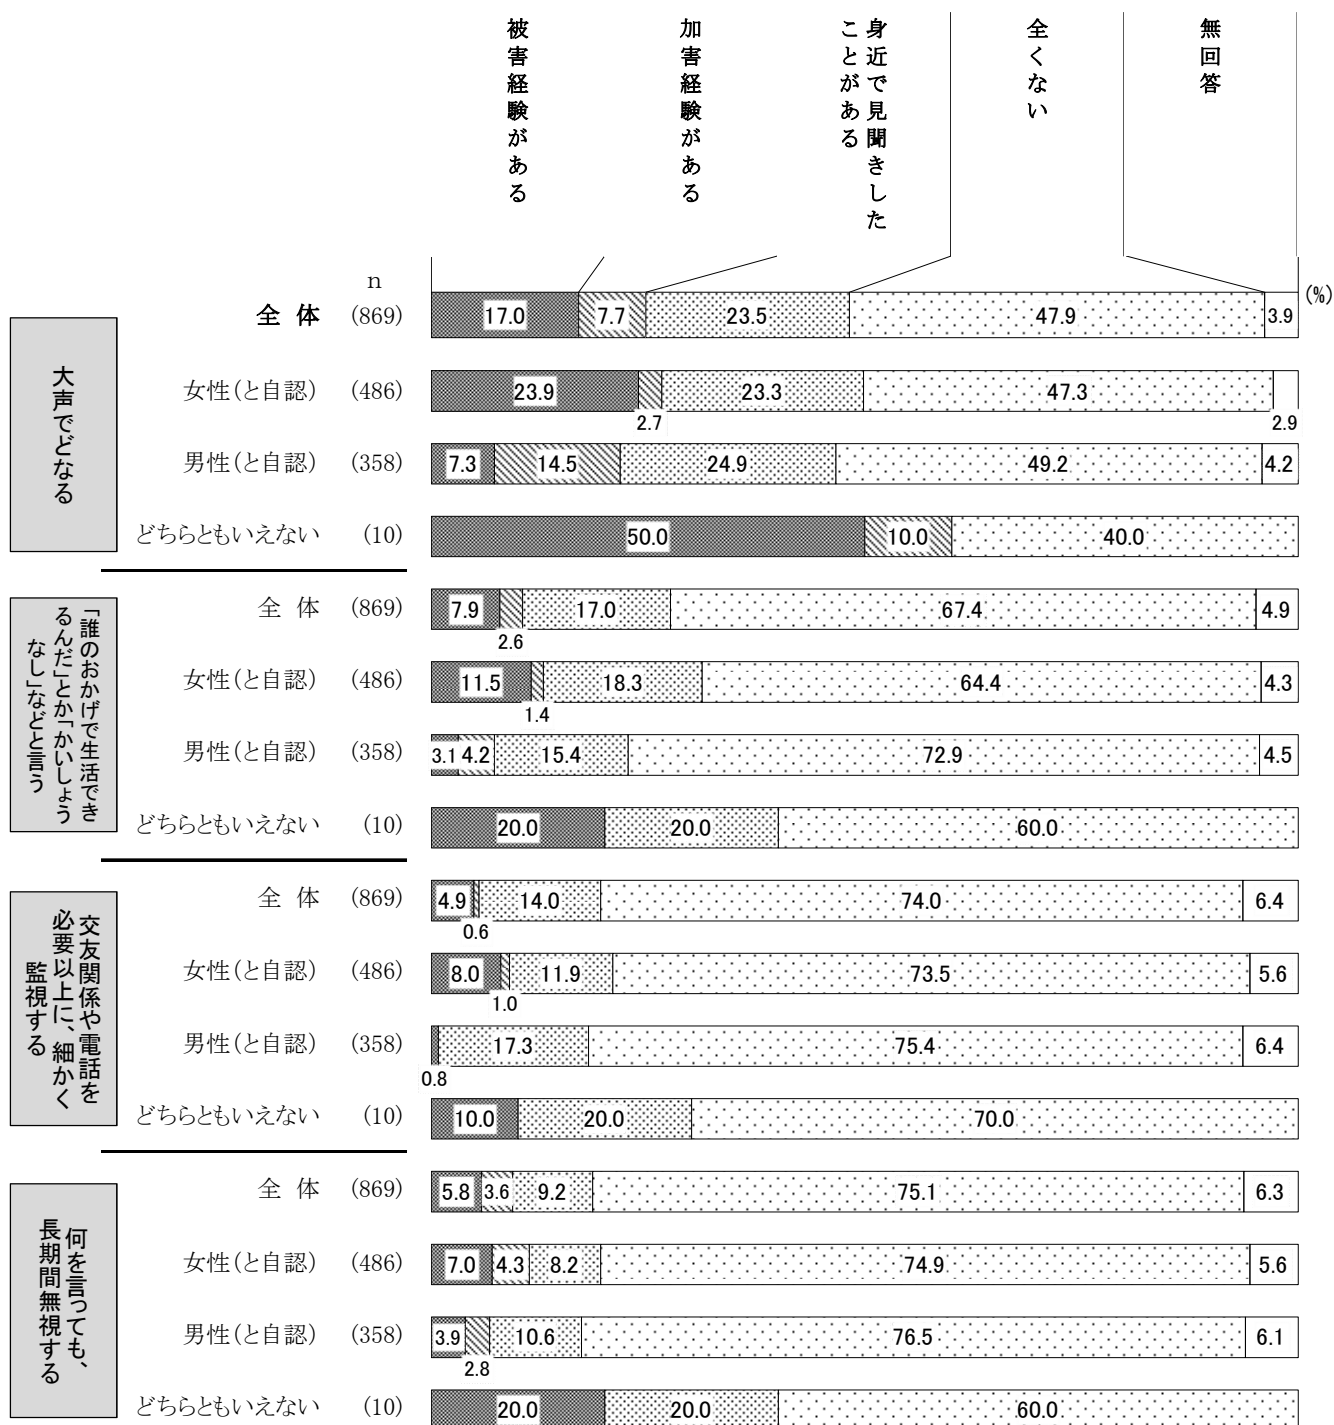 被害経験がある
加害経験がある
身近で見聞きした
ことがある
全くない
無回答
n
(%)
大声でどなる
全 体 (869) 17.0 7.7 23.5 47.9 3.9
女性(と自認) (486) 23.9 2.7 23.3 47.3 2.9
男性(と自認) (358) 7.3 14.5 24.9 49.2 4.2
どちらともいえない (10) 50.0 10.0 40.0
「誰のおかげで生活でき
るんだ」とか「かいしょう
なし」などと言う
全 体 (869) 7.9 2.6 17.0 67.4 4.9
女性(と自認) (486) 11.5 1.4 18.3 64.4 4.3
男性(と自認) (358) 3.1 4.2 15.4 72.9 4.5
どちらともいえない (10) 20.0 20.0 60.0
交友関係や電話を
必要以上に、細かく
監視する
全 体 (869) 4.9 0.6 14.0 74.0 6.4
女性(と自認) (486) 8.0 1.0 11.9 73.5 5.6
男性(と自認) (358) 0.8 17.3 75.4 6.4
どちらともいえない (10) 10.0 20.0 70.0
何を言っても、
長期間無視する
全 体 (869) 5.8 3.6 9.2 75.1 6.3
女性(と自認) (486) 7.0 4.3 8.2 74.9 5.6
男性(と自認) (358) 3.9 2.8 10.6 76.5 6.1
どちらともいえない (10) 20.0 20.0 60.0